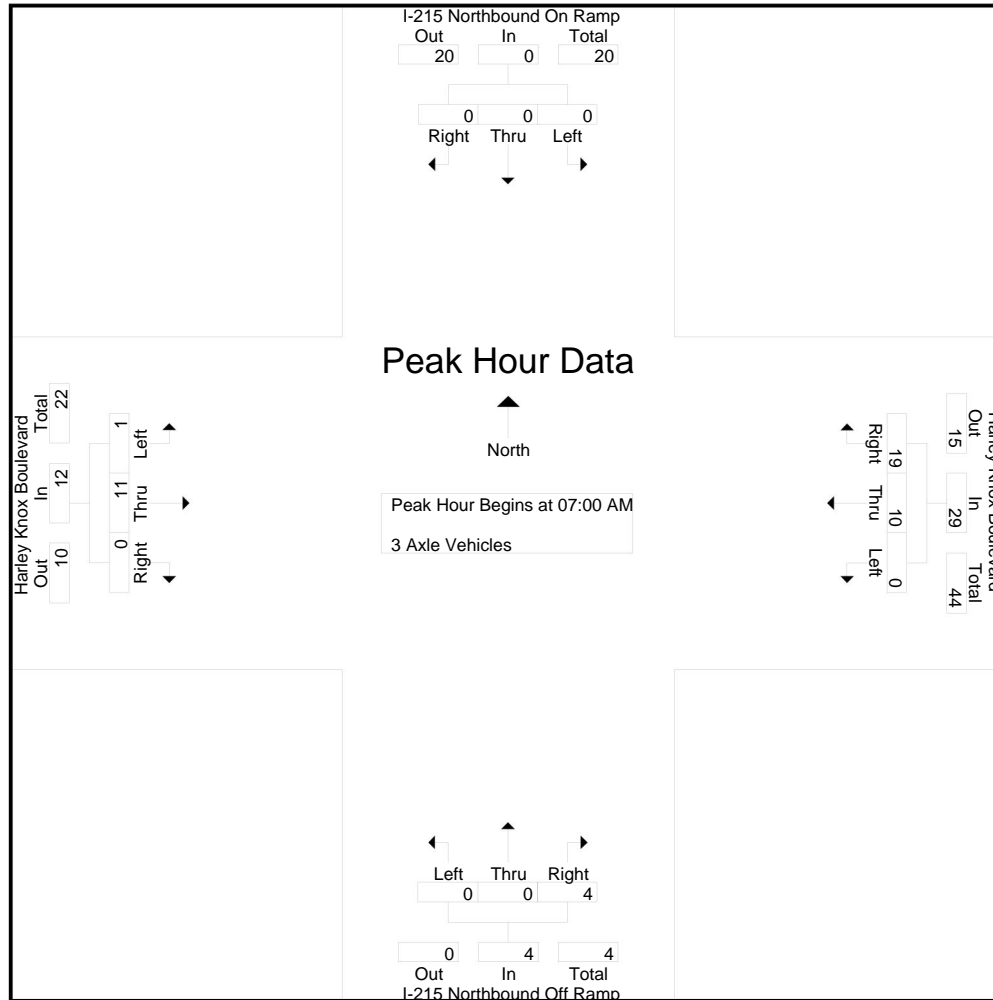 I-215 Northbound On Ramp
Out In Total
20 0 20
0 0 0
Right Thru Left
Peak Hour Data
North
Peak Hour Begins at 07:00 AM
3 Axle Vehicles
Harley Knox Boulevard
Out In Total
10 12 22
0 11 1
Right Thru Left
Harley Knox Boulevard
Out In Total
15 29 44
19 10 0
Right Thru Left
Left Thru Right
0 0 4
0 4 4
Out In Total
I-215 Northbound Off Ramp